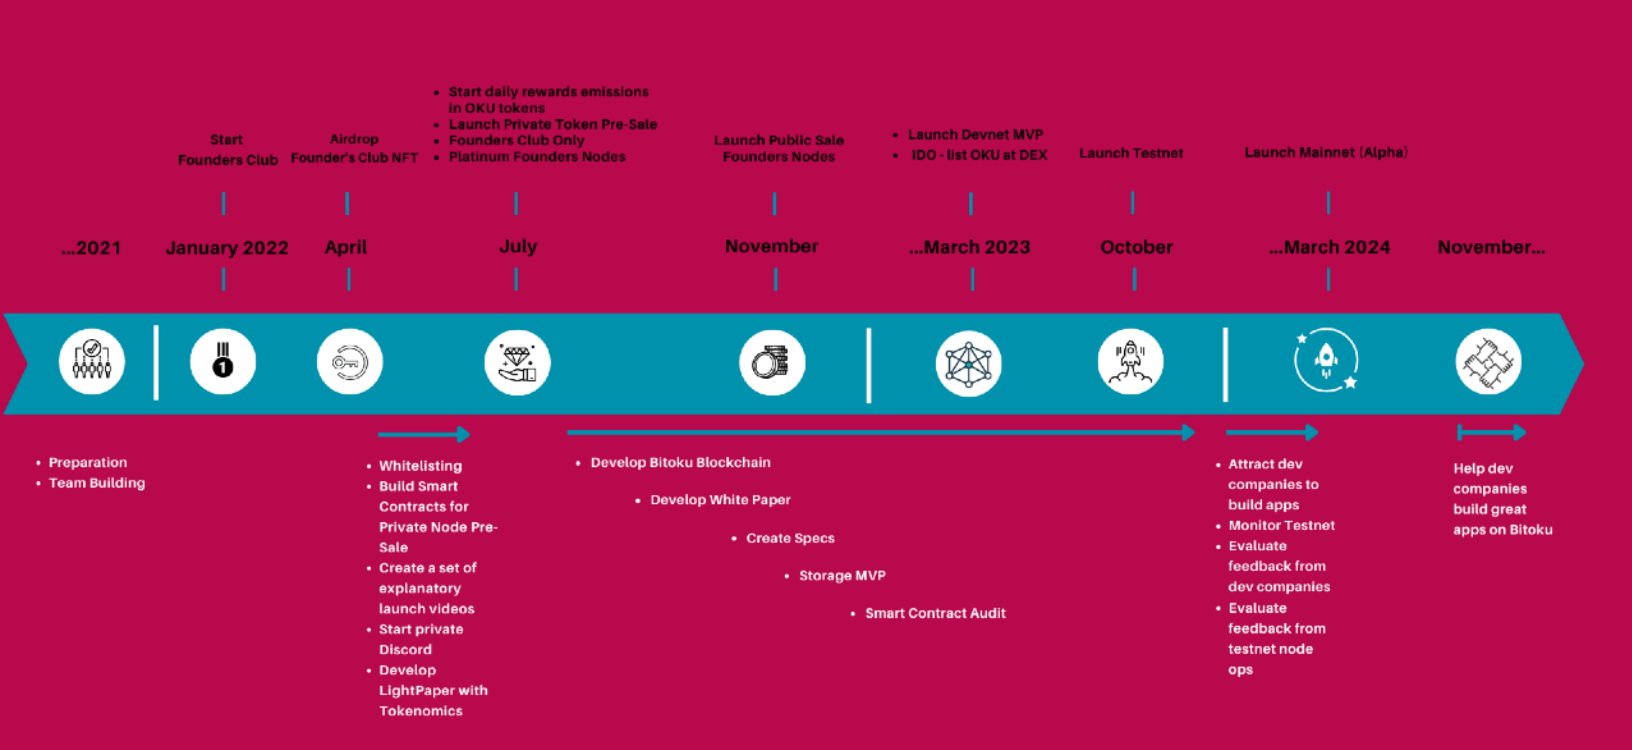 Start
Founders Club
Airdrop
Founder's Club NFT
• Start daily rewards emissions
in OKU tokens
• Launch Private Token Pre-Sale
• Founders Club Only
• Platinum Founders Nodes
Launch Public Sale
Founders Nodes
• Launch Devnet MVP
• IDO - list OKU at DEX
Launch Testnet
Launch Mainnet (Alpha)
...2021
January 2022
April
July
November
...March 2023
October
...March 2024
November...
1
• Preparation
• Team Building
• Whitelisting
• Build Smart
Contracts for
Private Node Pre-
Sale
• Create a set of
explanatory
launch videos
• Start private
Discord
• Develop
LightPaper with
Tokenomics
• Develop Bitoku Blockchain
• Develop White Paper
• Create Specs
• Storage MVP
• Smart Contract Audit
• Attract dev
companies to
build apps
• Monitor Testnet
• Evaluate
feedback from
dev companies
• Evaluate
feedback from
testnet node
ops
Help dev
companies
build great
apps on Bitoku